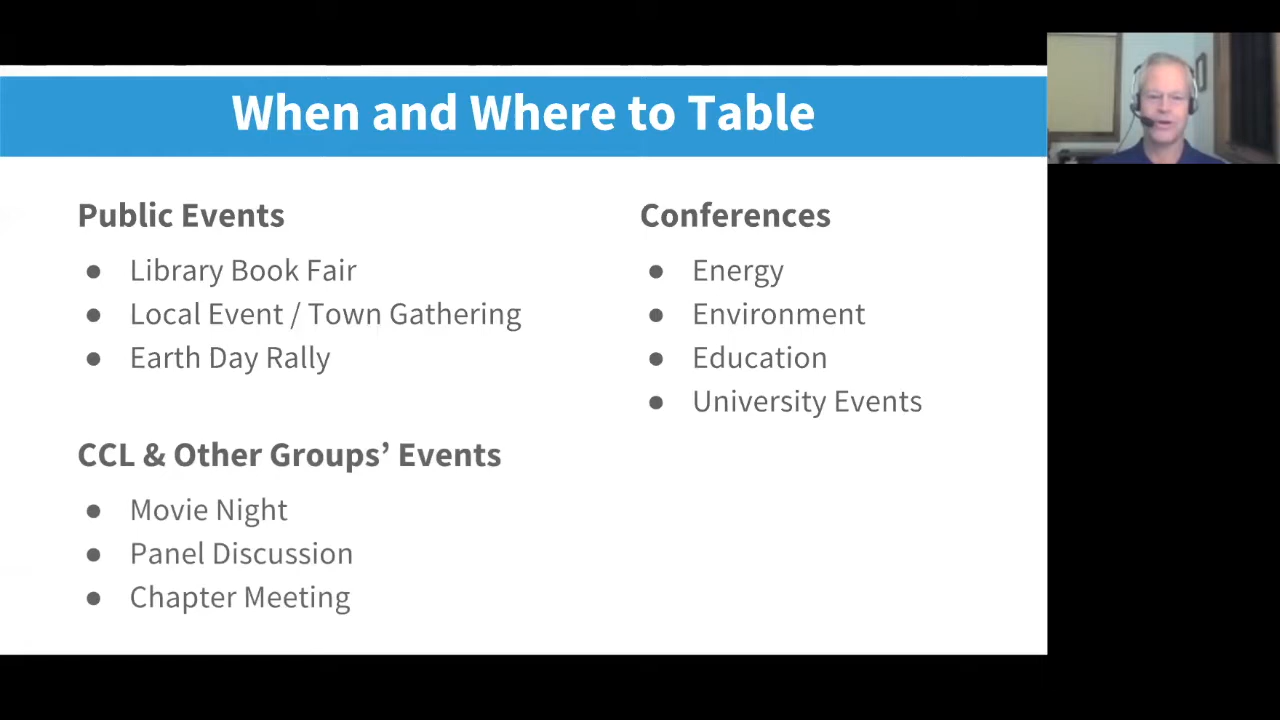 When and Where to Table
Public Events
● Library Book Fair
● Local Event / Town Gathering
● Earth Day Rally
CCL & Other Groups’ Events
● Movie Night
● Panel Discussion
● Chapter Meeting
Conferences
● Energy
● Environment
● Education
● University Events